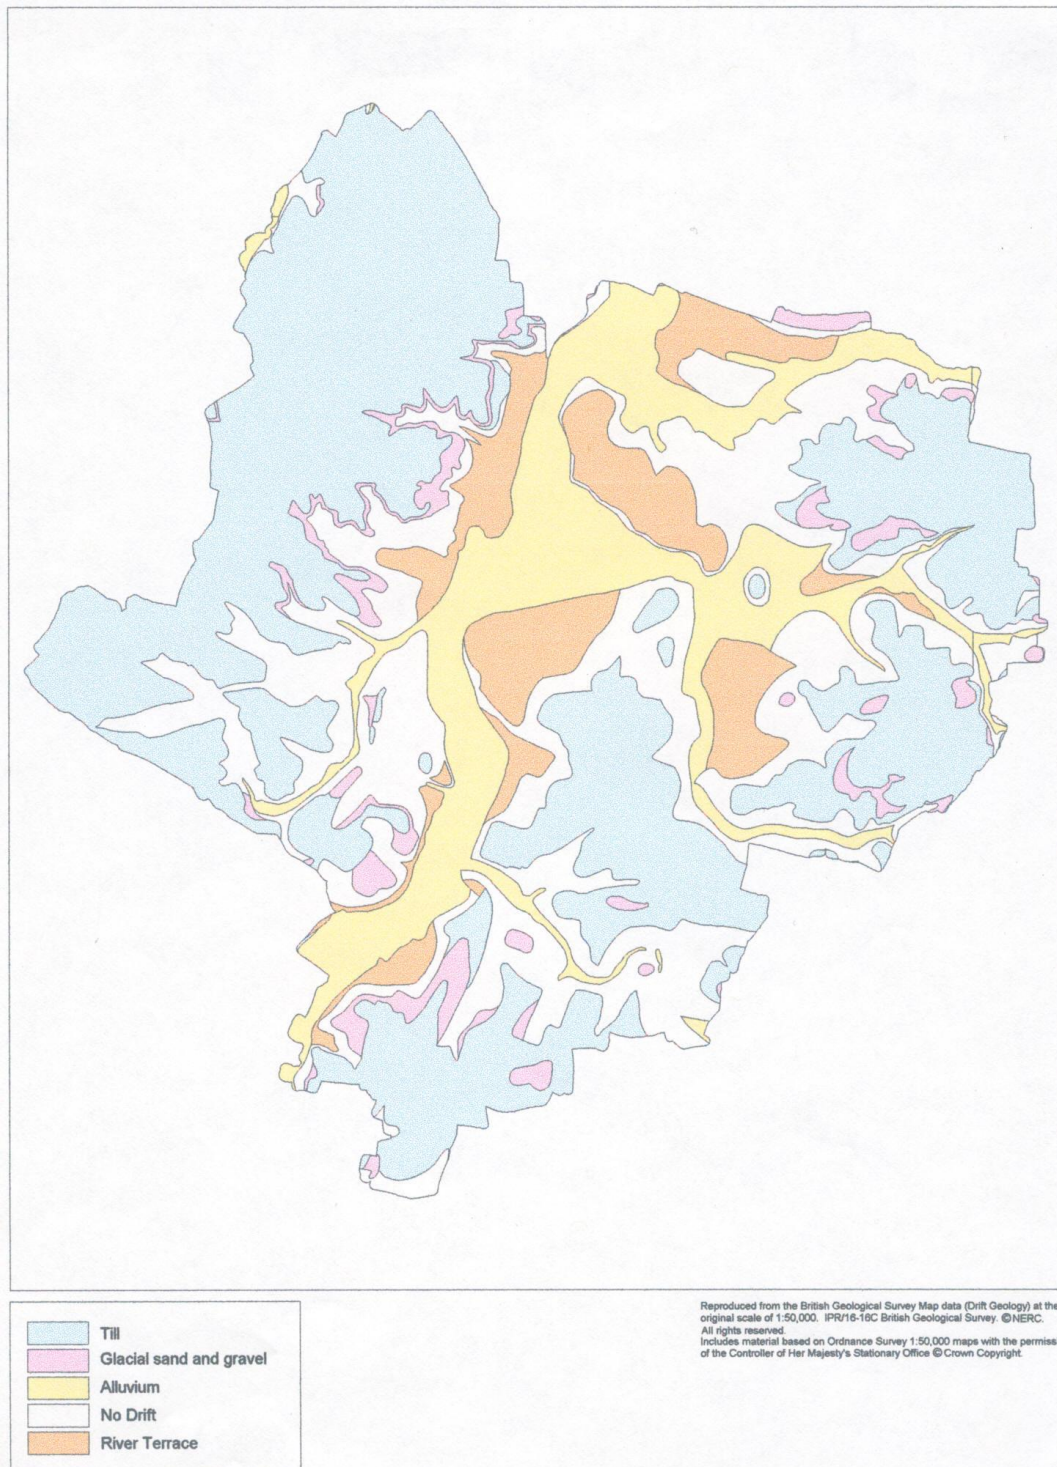 Till
Glacial sand and gravel
Alluvium
No Drift
River Terrace
Reproduced from the British Geological Survey Map data (Drift Geology) at the
original scale of 1:50,000. IPR/16-16C British Geological Survey. ©NERC.
All rights reserved.
Includes material based on Ordnance Survey 1:50,000 maps with the
of the Controller of Her Majesty's Stationary Office © Crown Copyright.